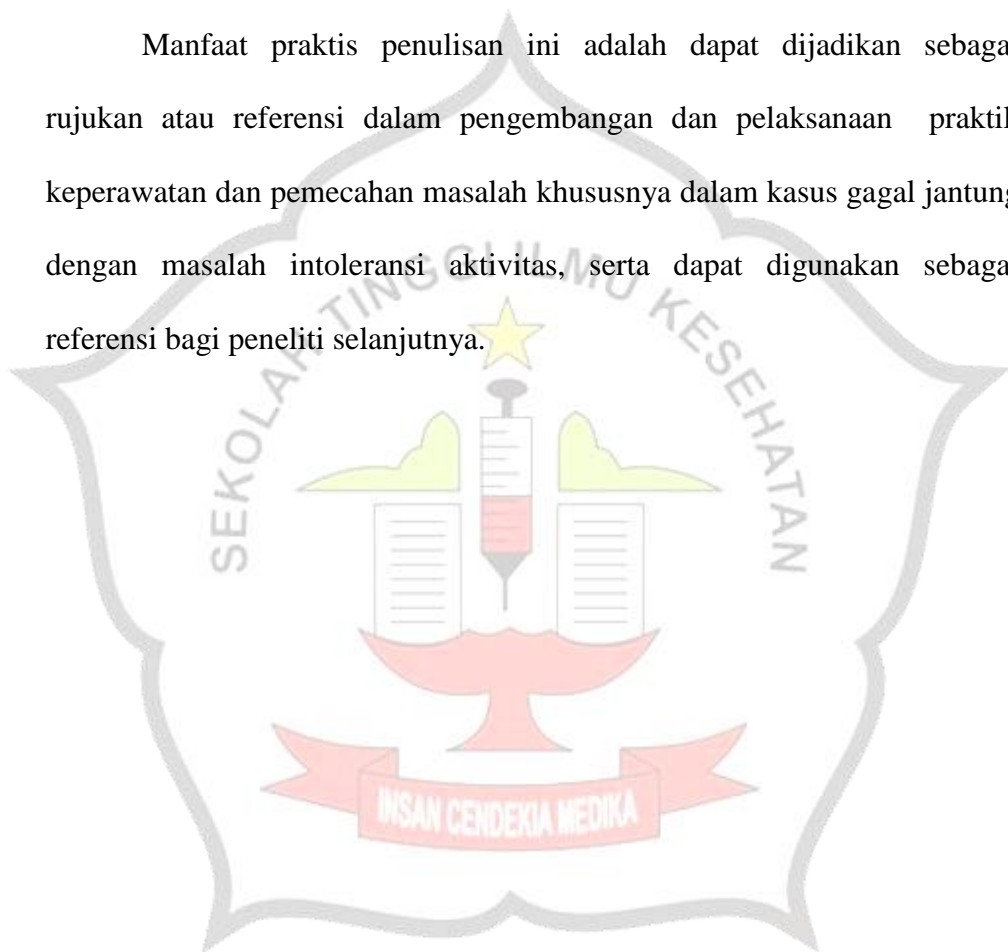 Manfaat praktis penulisan ini adalah dapat dijadikan sebaga
rujukan atau referensi dalam pengembangan dan pelaksanaan praktil
keperawatan dan pemecahan masalah khususnya dalam kasus gagal jantung
dengan masalah intoleransi aktivitas, serta dapat digunakan sebaga
referensi bagi peneliti selanjutnya.
SEKOLAH TINGGI ILMU KESEHATAN
INSAN CENDEKIA MEDIKA